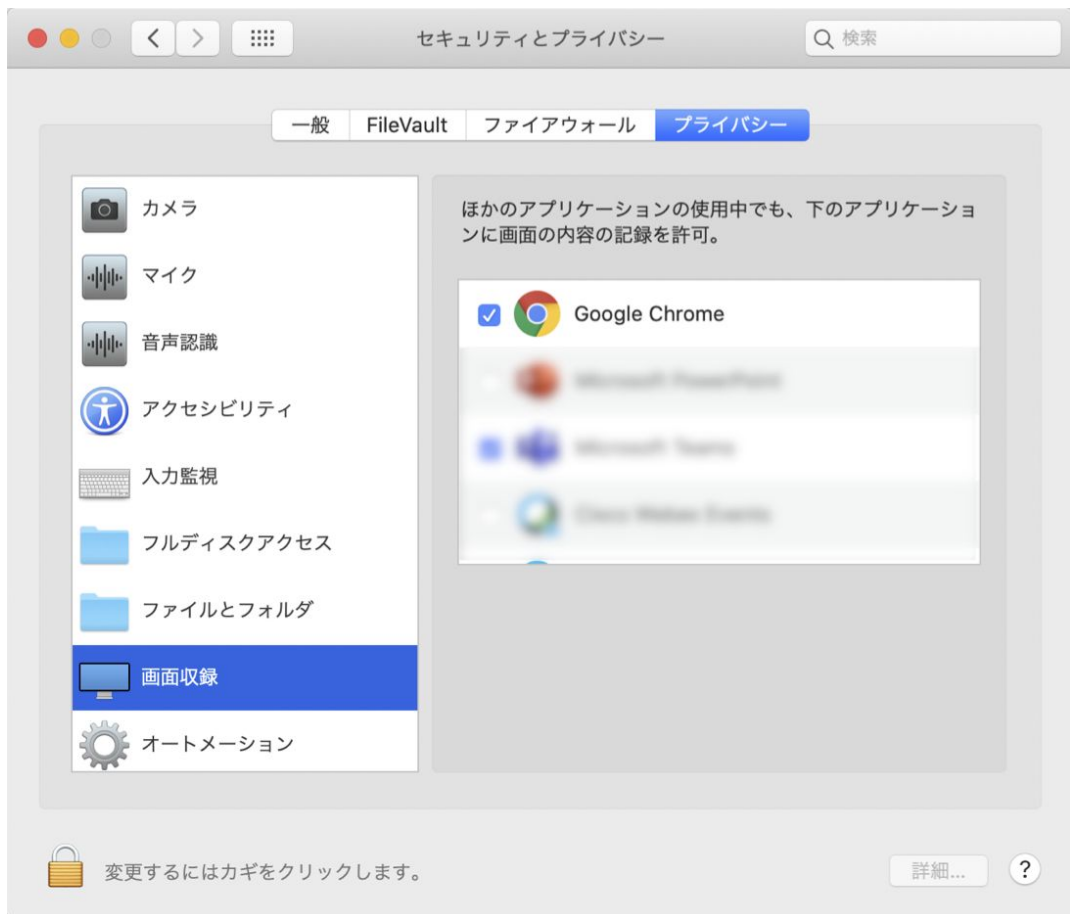 セキュリティとプライバシー
検索
一般
FileVault
ファイアウォール
プライバシー
カメラ
マイク
音声認識
アクセシビリティ
入力監視
フルディスクアクセス
ファイルとフォルダ
画面収録
オートメーション
ほかのアプリケーションの使用中でも、下のアプリケーショ
ンに画面の内容の記録を許可。
Google Chrome
Microsoft PowerPoint
Microsoft Teams
Cisco Webex Events
変更するにはカギをクリックします。
詳細...
?